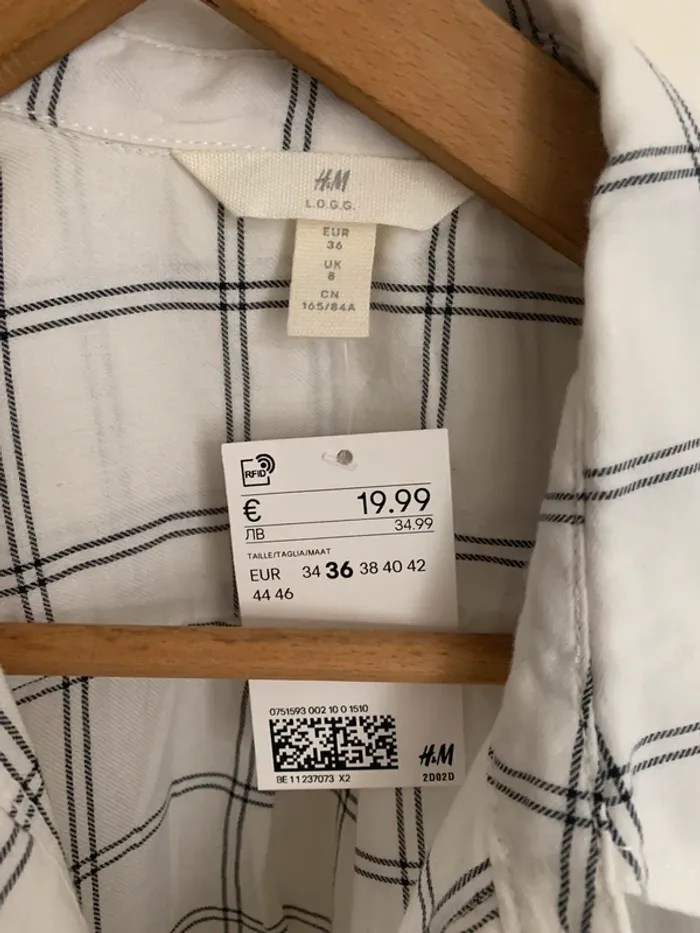 H&M
L.O.G.G.
EUR
36
UK
8
CN
165/84A
RFID
€ 19.99
ЛВ 34.99
TAILLE/TAGLIA/MAAT
EUR 34 36 38 40 42
44 46
0751593 002 10 0 1510
BE 11 237073 X2
H&M
2D02D